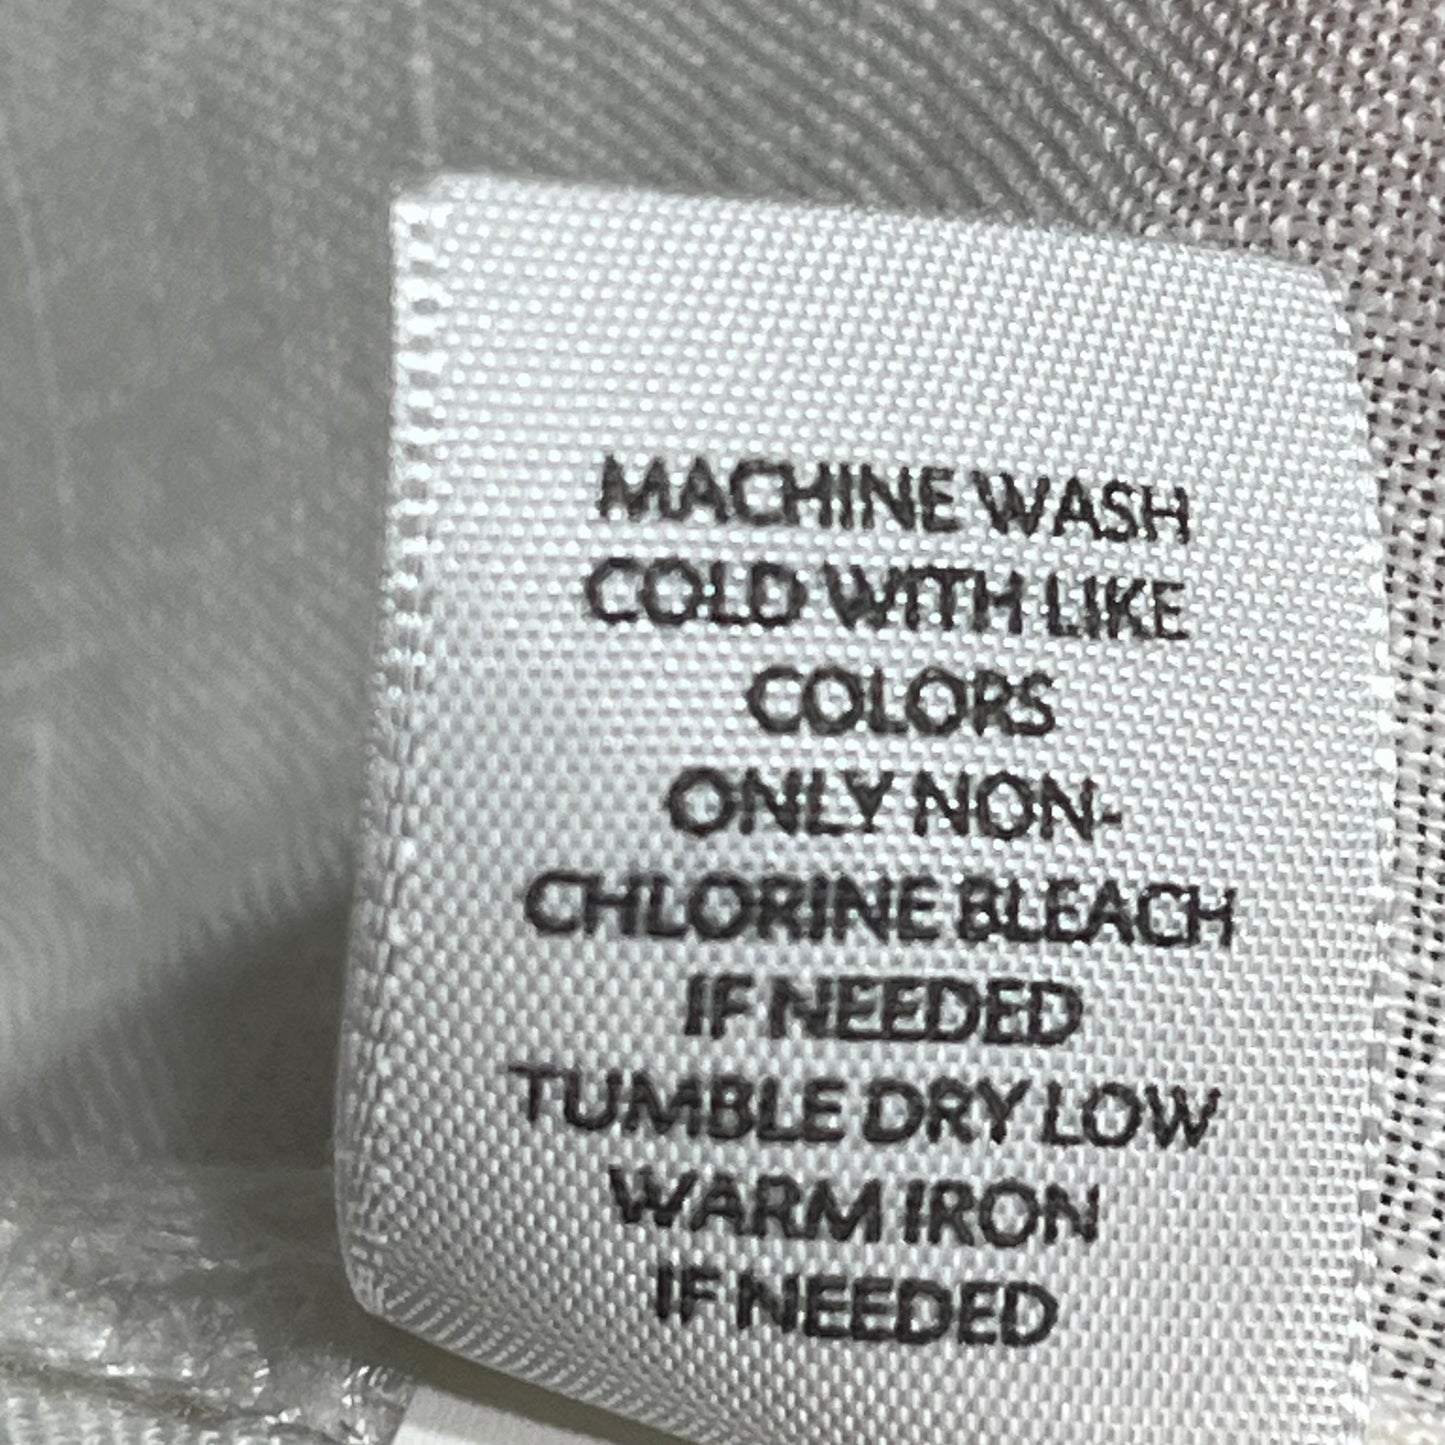 MACHINE WASH
COLD WITH LIKE
COLORS
ONLY NON-
CHLORINE BLEACH
IF NEEDED
TUMBLE DRY LOW
WARM IRON
IF NEEDED